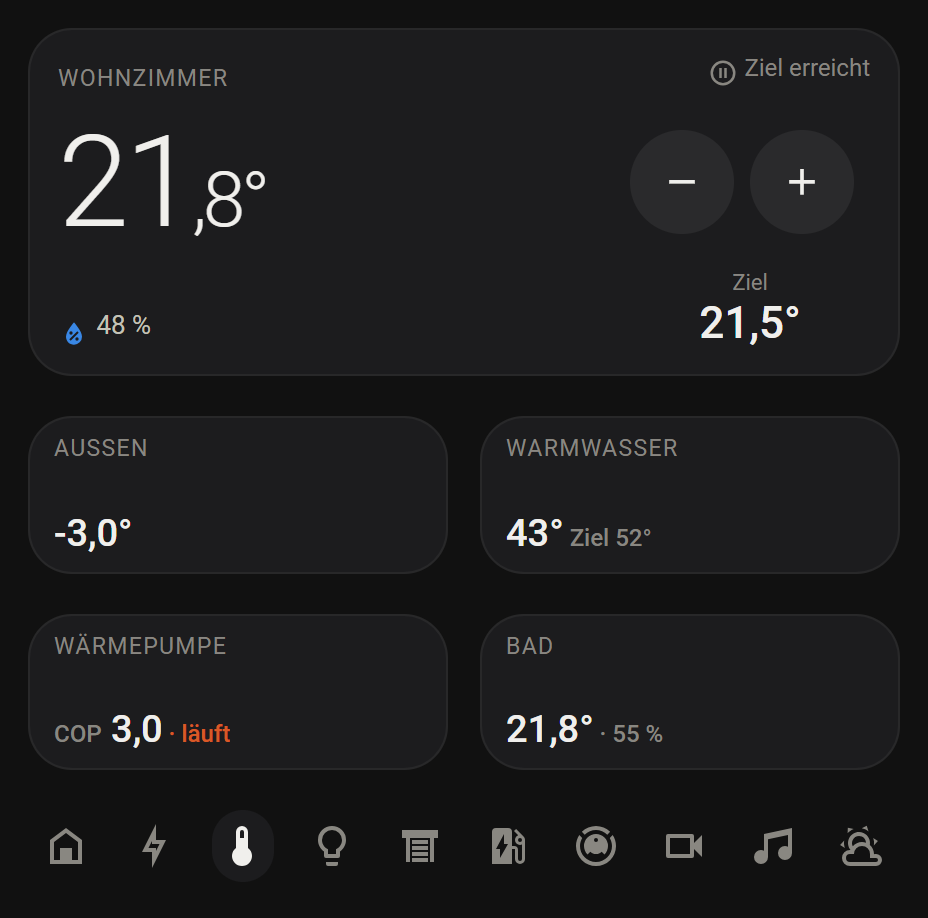 WOHNZIMMER
Ziel erreicht
21,8°
− +
Ziel
21,5°
48 %
AUSSEN
-3,0°
WARMWASSER
43° Ziel 52°
WÄRMEPUMPE
COP 3,0 · läuft
BAD
21,8° · 55 %